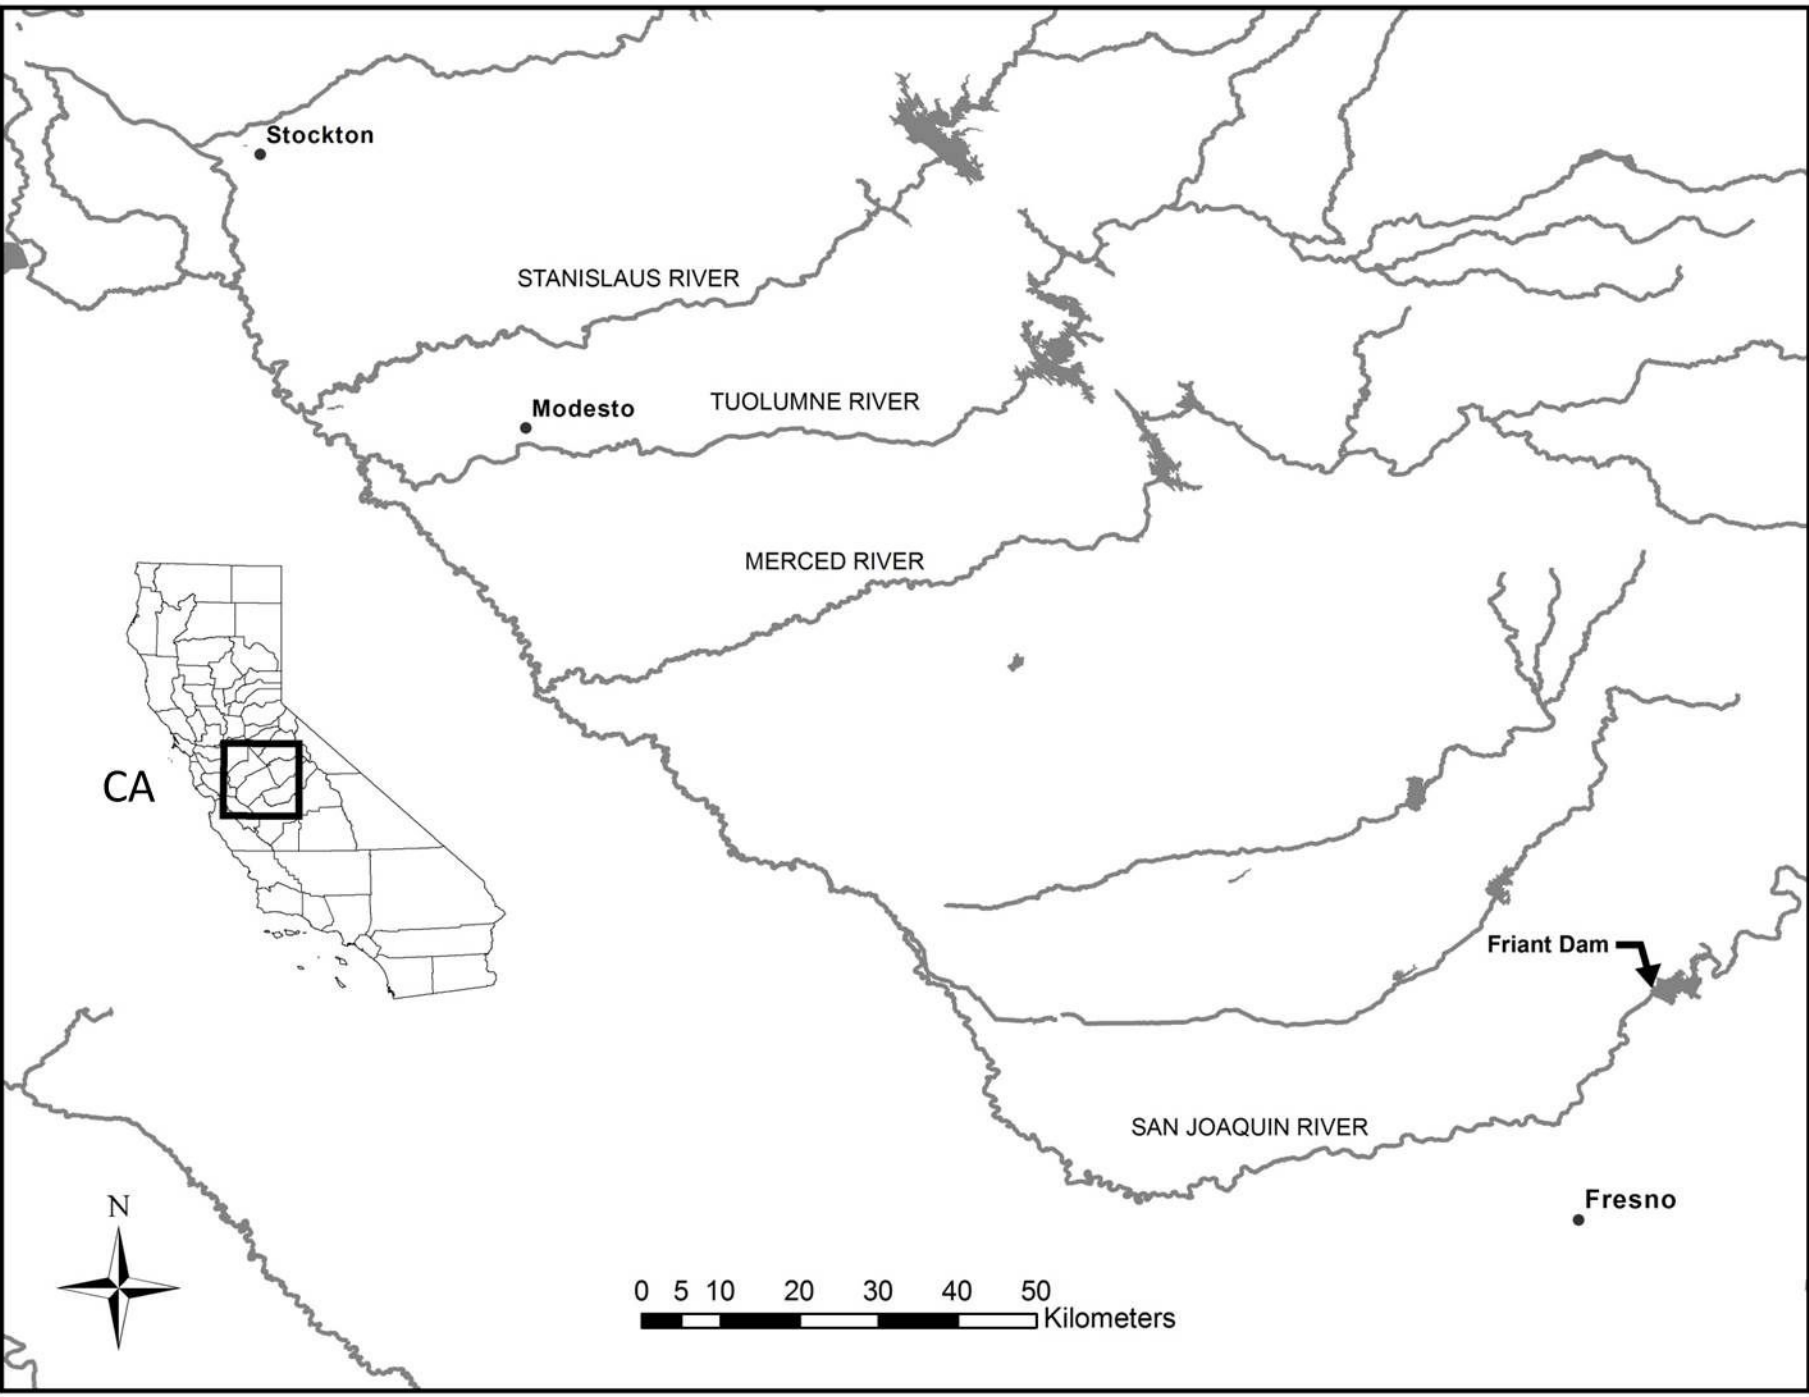 Stockton
STANISLAUS RIVER
Modesto
TUOLUMNE RIVER
MERCED RIVER
CA
Friant Dam
SAN JOAQUIN RIVER
Fresno
N
0 5 10 20 30 40 50
Kilometers